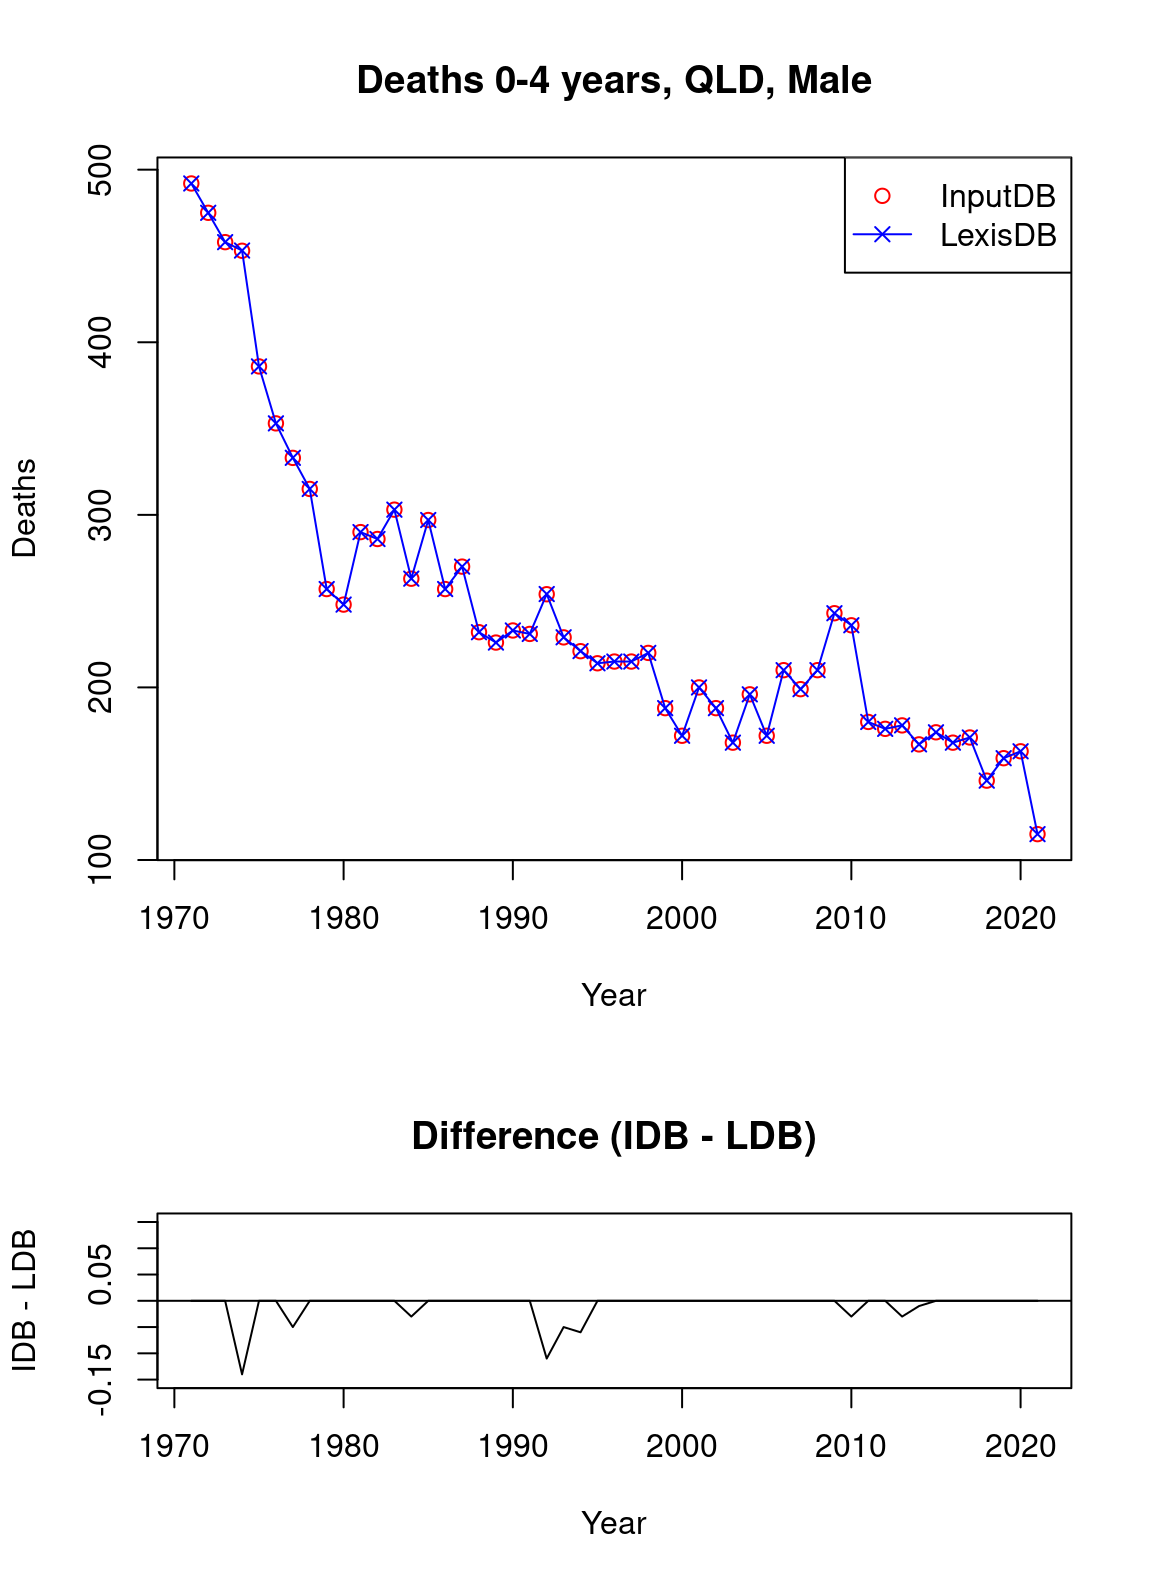 Deaths 0-4 years, QLD, Male
500
400
300
200
100
Deaths
InputDB
LexisDB
1970 1980 1990 2000 2010 2020
Year
Difference (IDB - LDB)
IDB - LDB
0.05
-0.15
1970 1980 1990 2000 2010 2020
Year